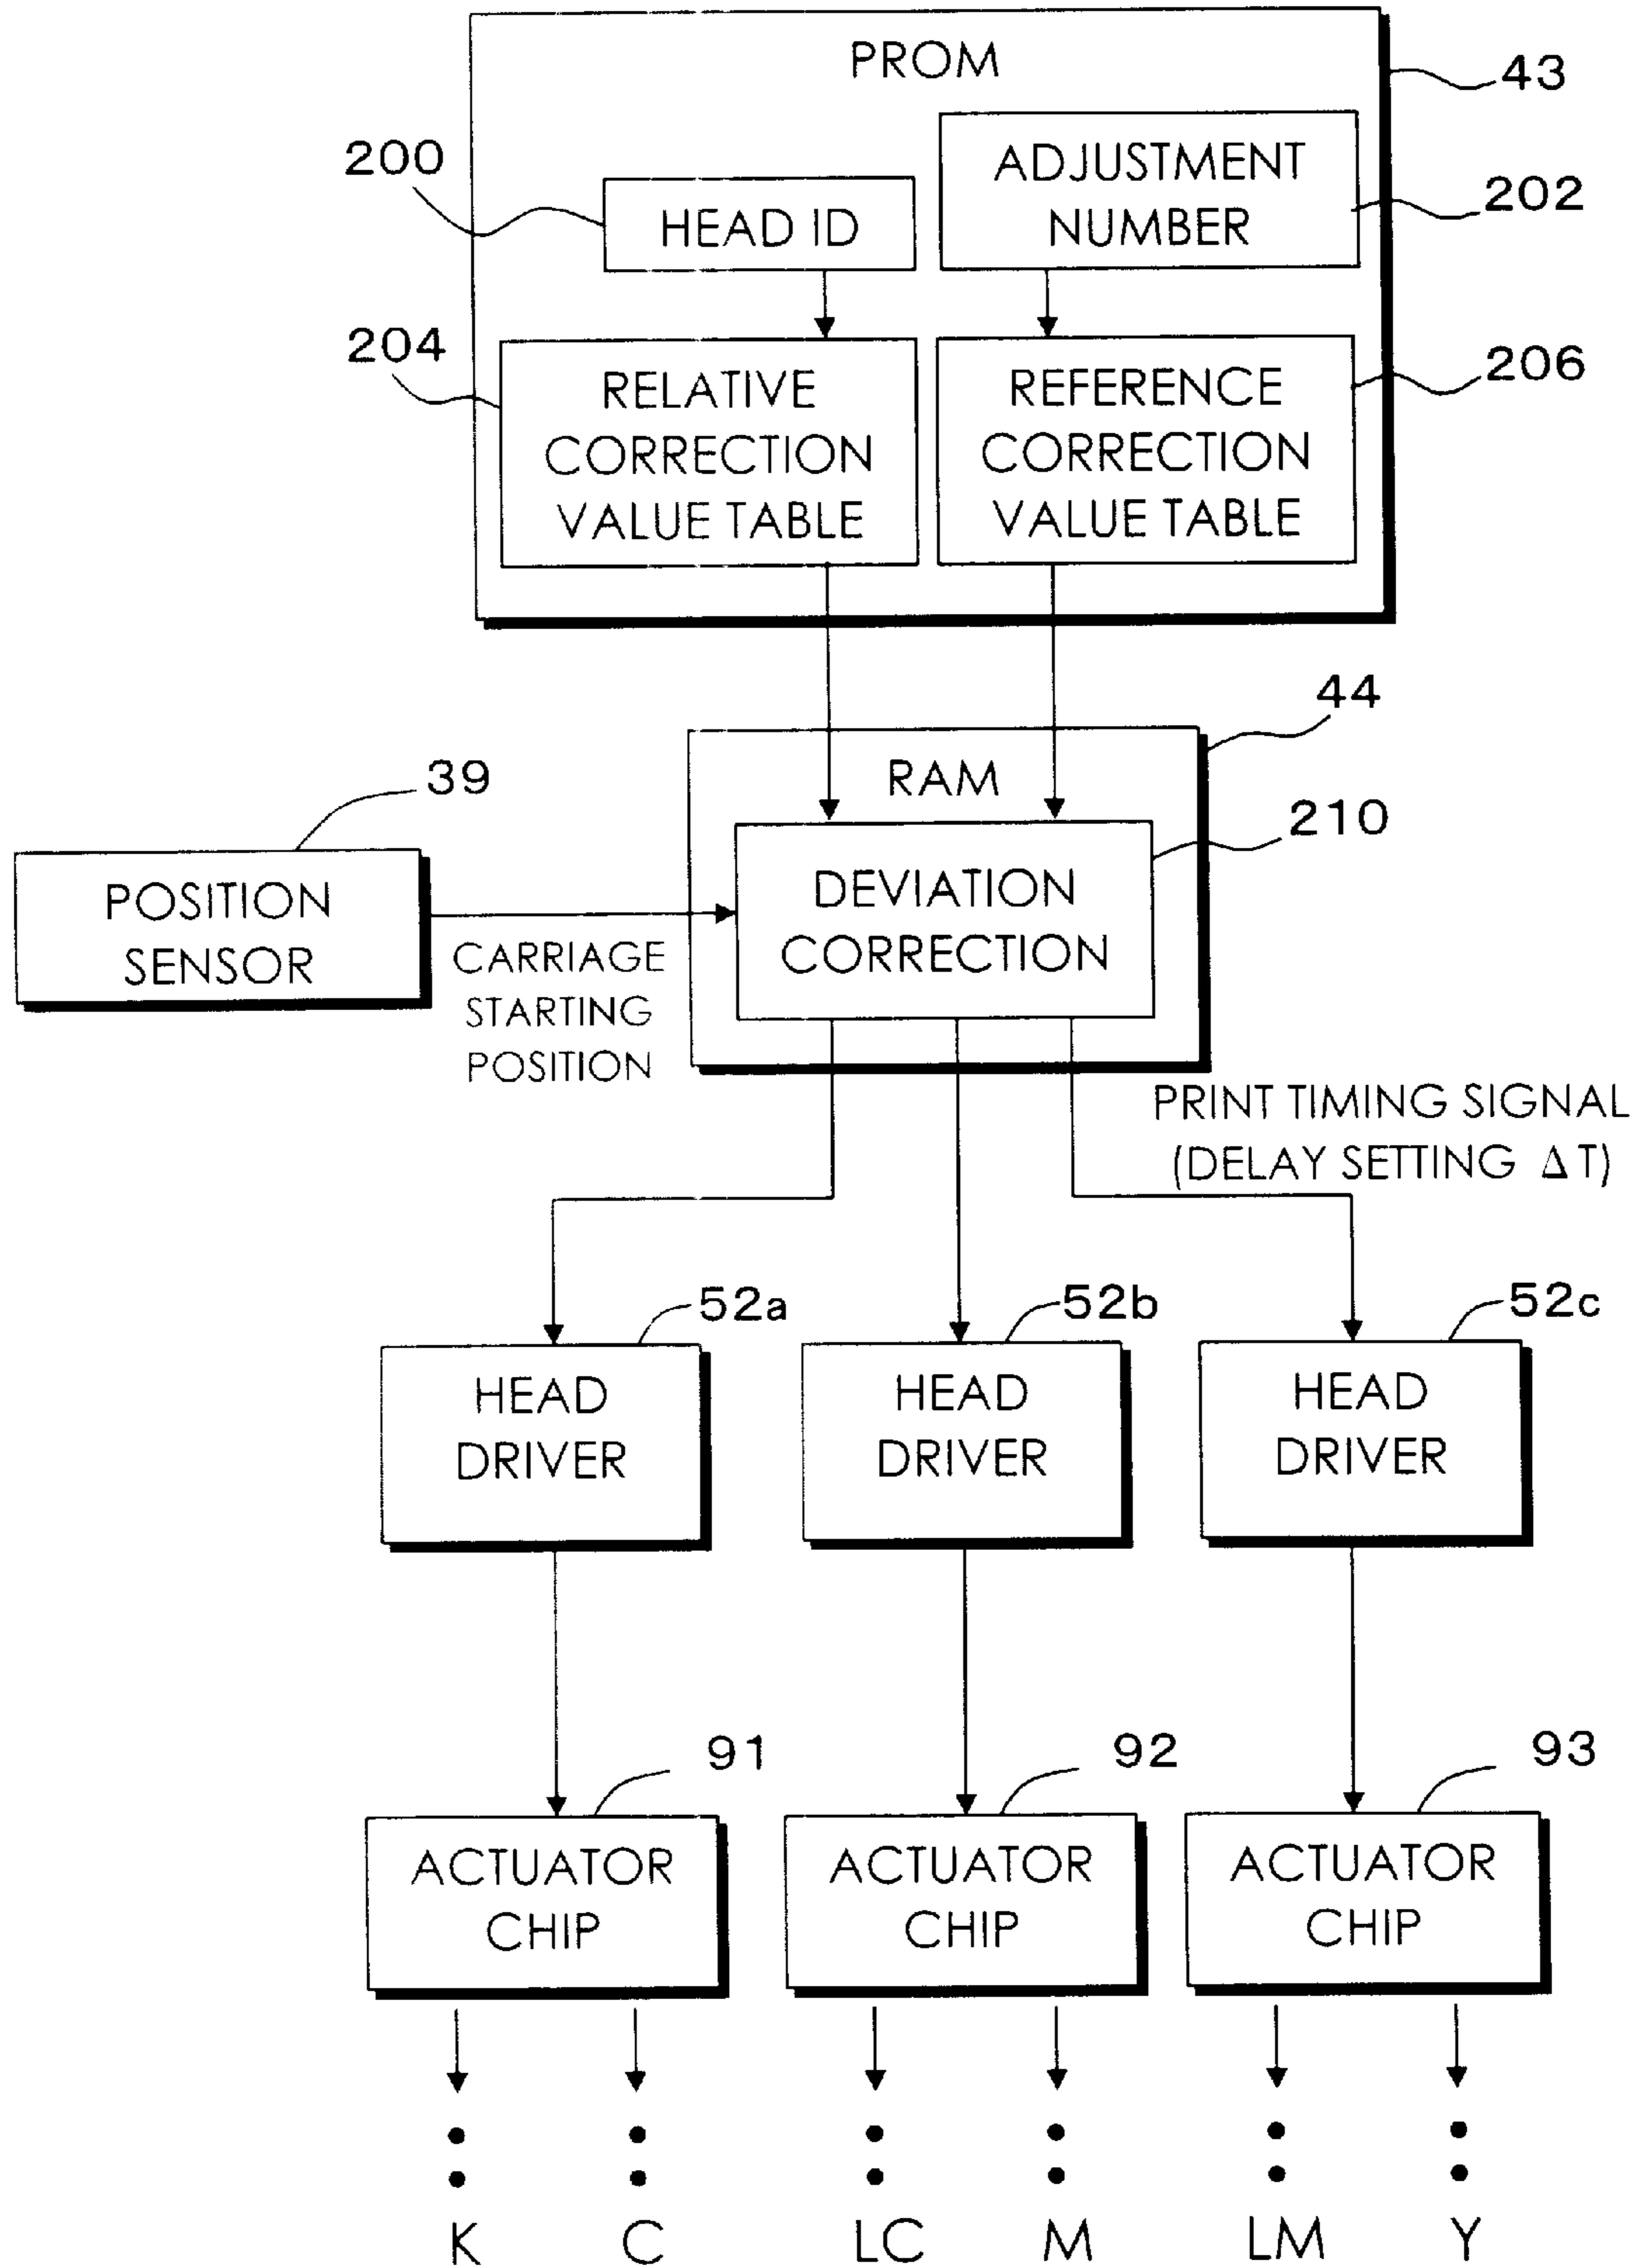 PROM
43
200
HEAD ID
ADJUSTMENT
NUMBER
202
204
RELATIVE
CORRECTION
VALUE TABLE
REFERENCE
CORRECTION
VALUE TABLE
206
44
RAM
39
210
POSITION
SENSOR
CARRIAGE
STARTING
POSITION
DEVIATION
CORRECTION
PRINT TIMING SIGNAL
(DELAY SETTING Δ T)
52a
52b
52c
HEAD
DRIVER
HEAD
DRIVER
HEAD
DRIVER
91
92
93
ACTUATOR
CHIP
ACTUATOR
CHIP
ACTUATOR
CHIP
K
C
LC
M
LM
Y